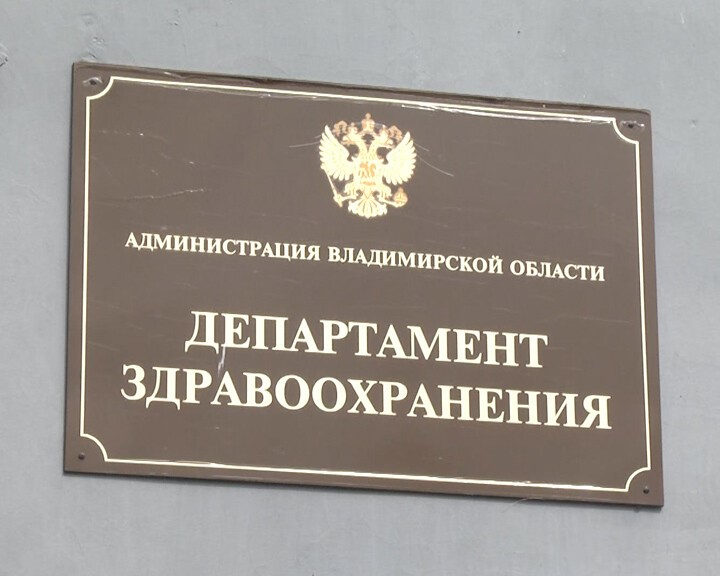 АДМИНИСТРАЦИЯ ВЛАДИМИРСКОЙ ОБЛАСТИ
ДЕПАРТАМЕНТ
ЗДРАВООХРАНЕНИЯ